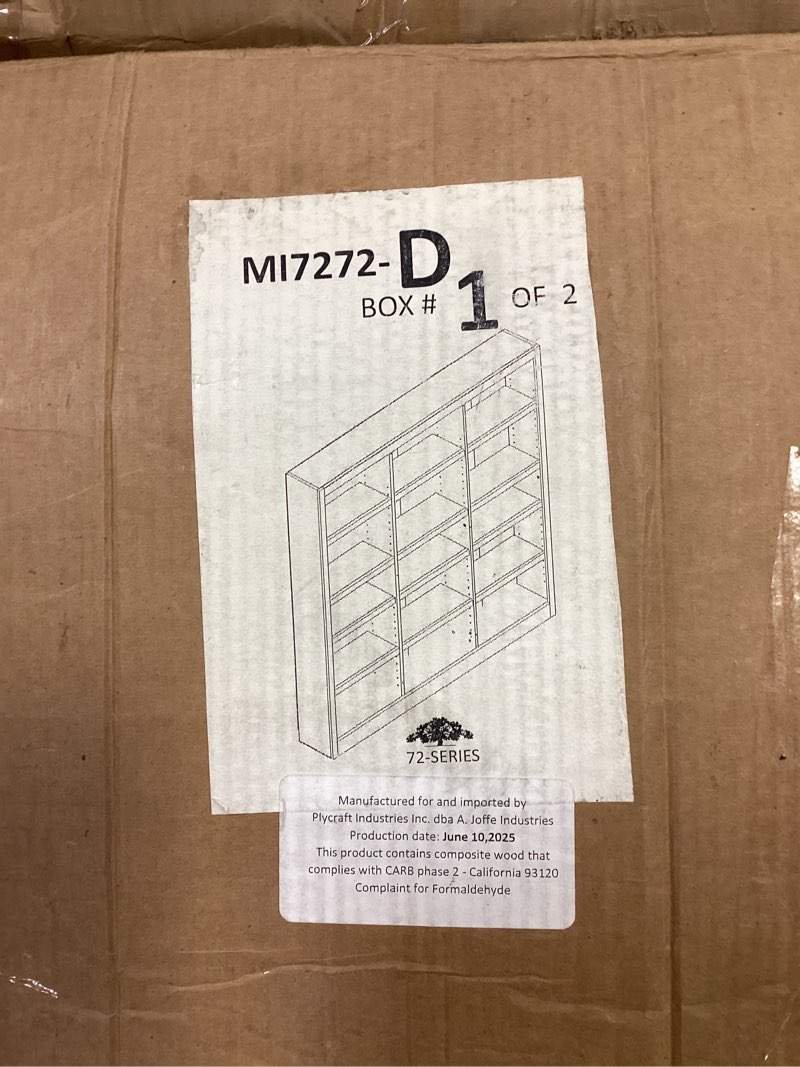 MI7272-D
BOX # 1 OF 2
72-SERIES
Manufactured for and imported by
Plycraft Industries Inc. dba A. Joffe Industries
Production date: June 10,2025
This product contains composite wood that
complies with CARB phase 2 - California 93120
Complaint for Formaldehyde